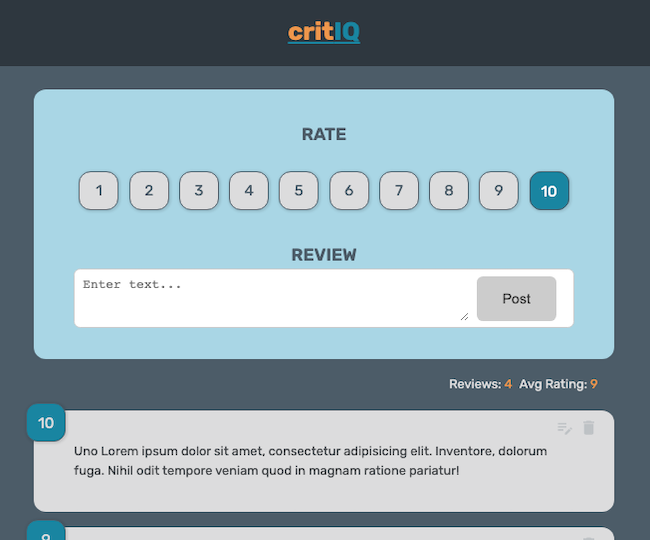 critIQ
RATE
1 2 3 4 5 6 7 8 9 10
REVIEW
Enter text...
Post
Reviews: 4 Avg Rating: 9
10
Uno Lorem ipsum dolor sit amet, consectetur adipisicing elit. Inventore, dolorum
fuga. Nihil odit tempore veniam quod in magnam ratione pariatur!